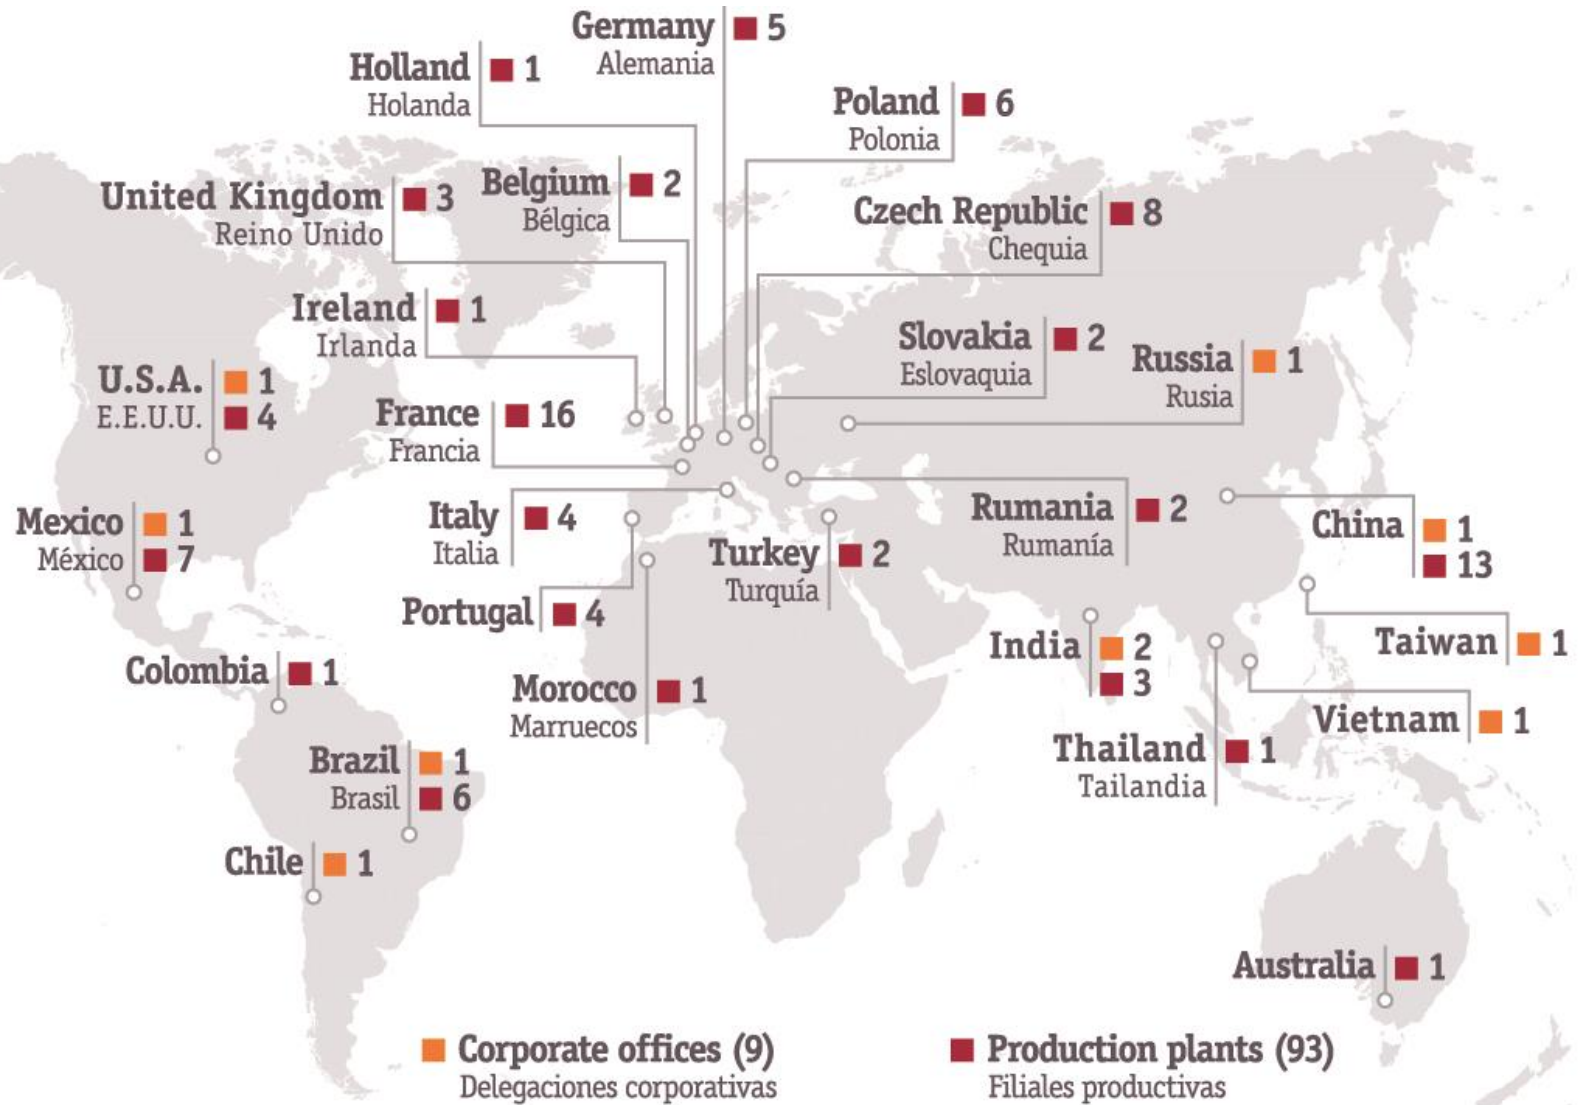 Germany 5
Alemania
Holland 1
Holanda
Poland 6
Polonia
United Kingdom 3
Reino Unido
Belgium 2
Bélgica
Czech Republic 8
Chequia
Ireland 1
Irlanda
Slovakia 2
Eslovaquia
Russia 1
Rusia
U.S.A. 1
E.E.U.U. 4
France 16
Francia
Mexico 1
México 7
Italy 4
Italia
Rumania 2
Rumanía
China 1
13
Turkey 2
Turquía
Portugal 4
India 2
3
Taiwan 1
Colombia 1
Morocco 1
Marruecos
Vietnam 1
Thailand 1
Tailandia
Brazil 1
Brasil 6
Chile 1
Australia 1
Corporate offices (9)
Delegaciones corporativas
Production plants (93)
Filiales productivas